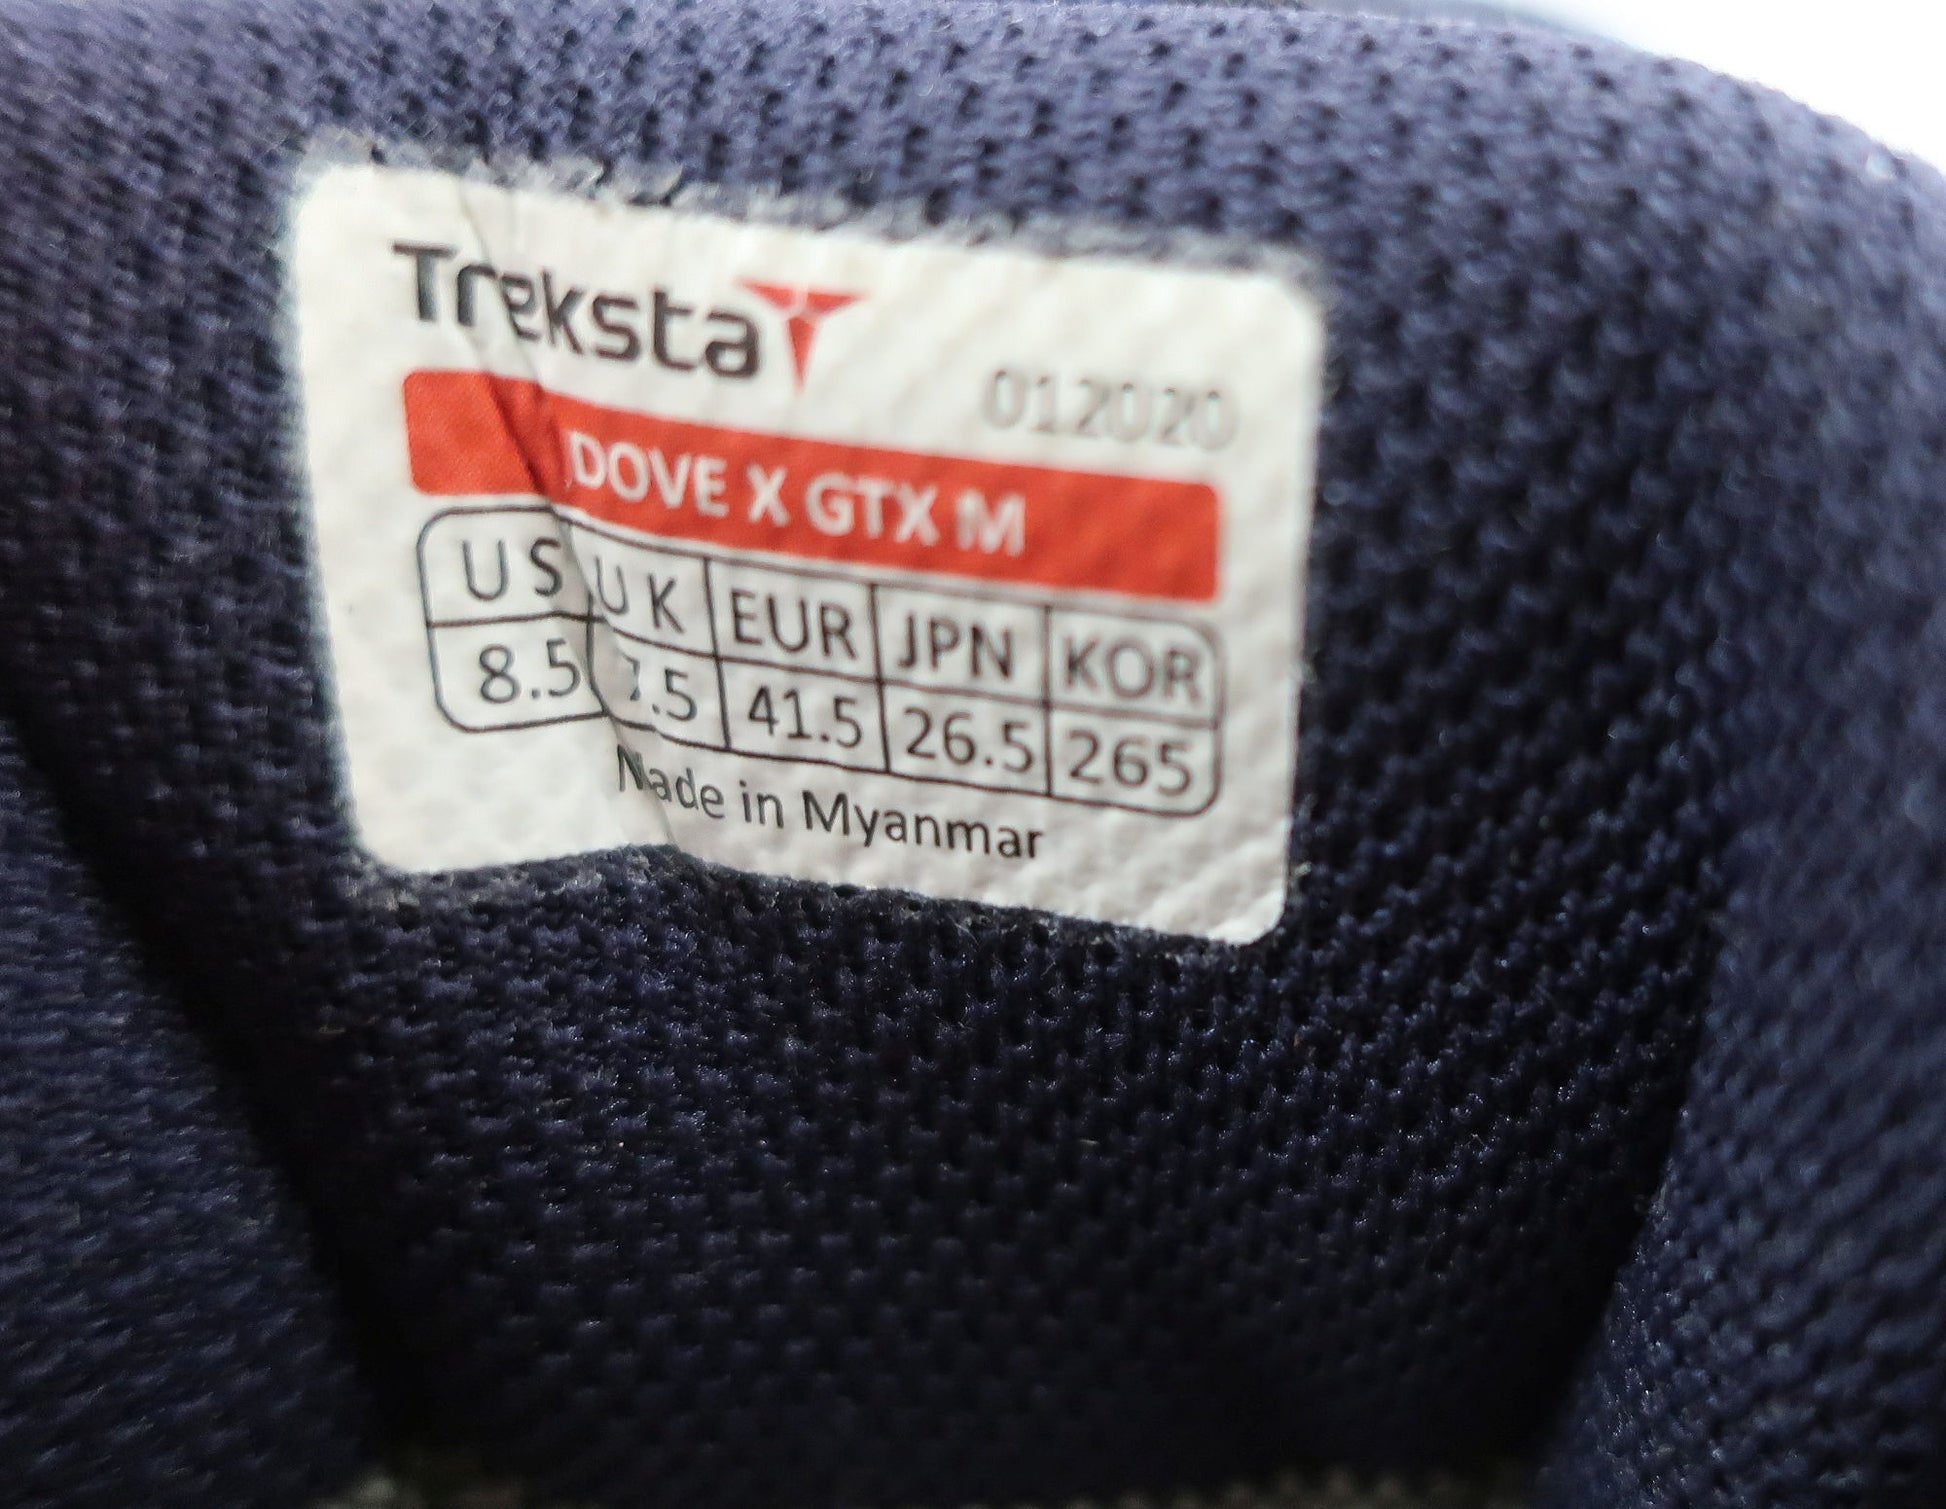 Treksta
012020
DOVE X GTX M
US UK EUR JPN KOR
8.5 7.5 41.5 26.5 265
Made in Myanmar